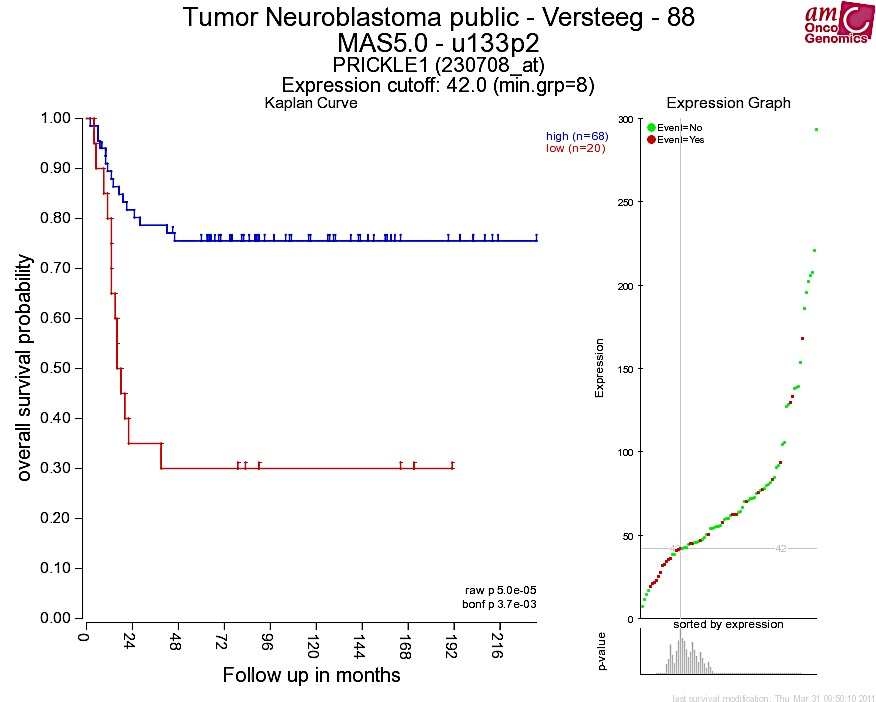 Tumor Neuroblastoma public - Versteeg - 88
MAS5.0 - u133p2
PRICKLE1 (230708_at)
Expression cutoff: 42.0 (min.grp=8)
am
Onco
Genomics
Kaplan Curve
Expression Graph
high (n=68)
low (n=20)
1.00
0.90
0.80
0.70
0.60
0.50
0.40
0.30
0.20
0.10
0.00
overall survival probability
raw p 5.0e-05
bonf p 3.7e-03
0 24 48 72 96 120 144 168 192 216
Follow up in months
Event=No
Event=Yes
300
250
200
150
100
50
0
Expression
42
42
sorted by expression
p-value
last survival modification: Thu Mar 31 09:50:10 2011